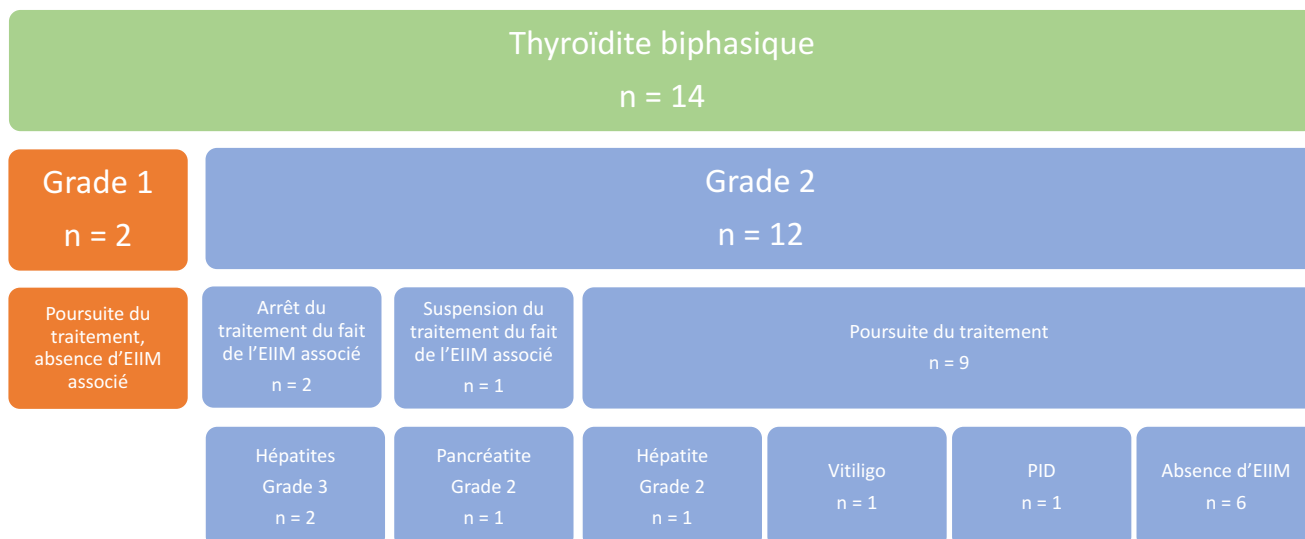 Thyroïdite biphasique
n = 14
Grade 1
n = 2
Grade 2
n = 12
Poursuite du
traitement,
absence d'EIIM
associé
Arrêt du
traitement du fait
de l'EIIM associé
n = 2
Suspension du
traitement du fait
de l'EIIM associé
n = 1
Poursuite du traitement
n = 9
Hépatites
Grade 3
n = 2
Pancréatite
Grade 2
n = 1
Hépatite
Grade 2
n = 1
Vitiligo
n = 1
PID
n = 1
Absence d'EIIM
n = 6